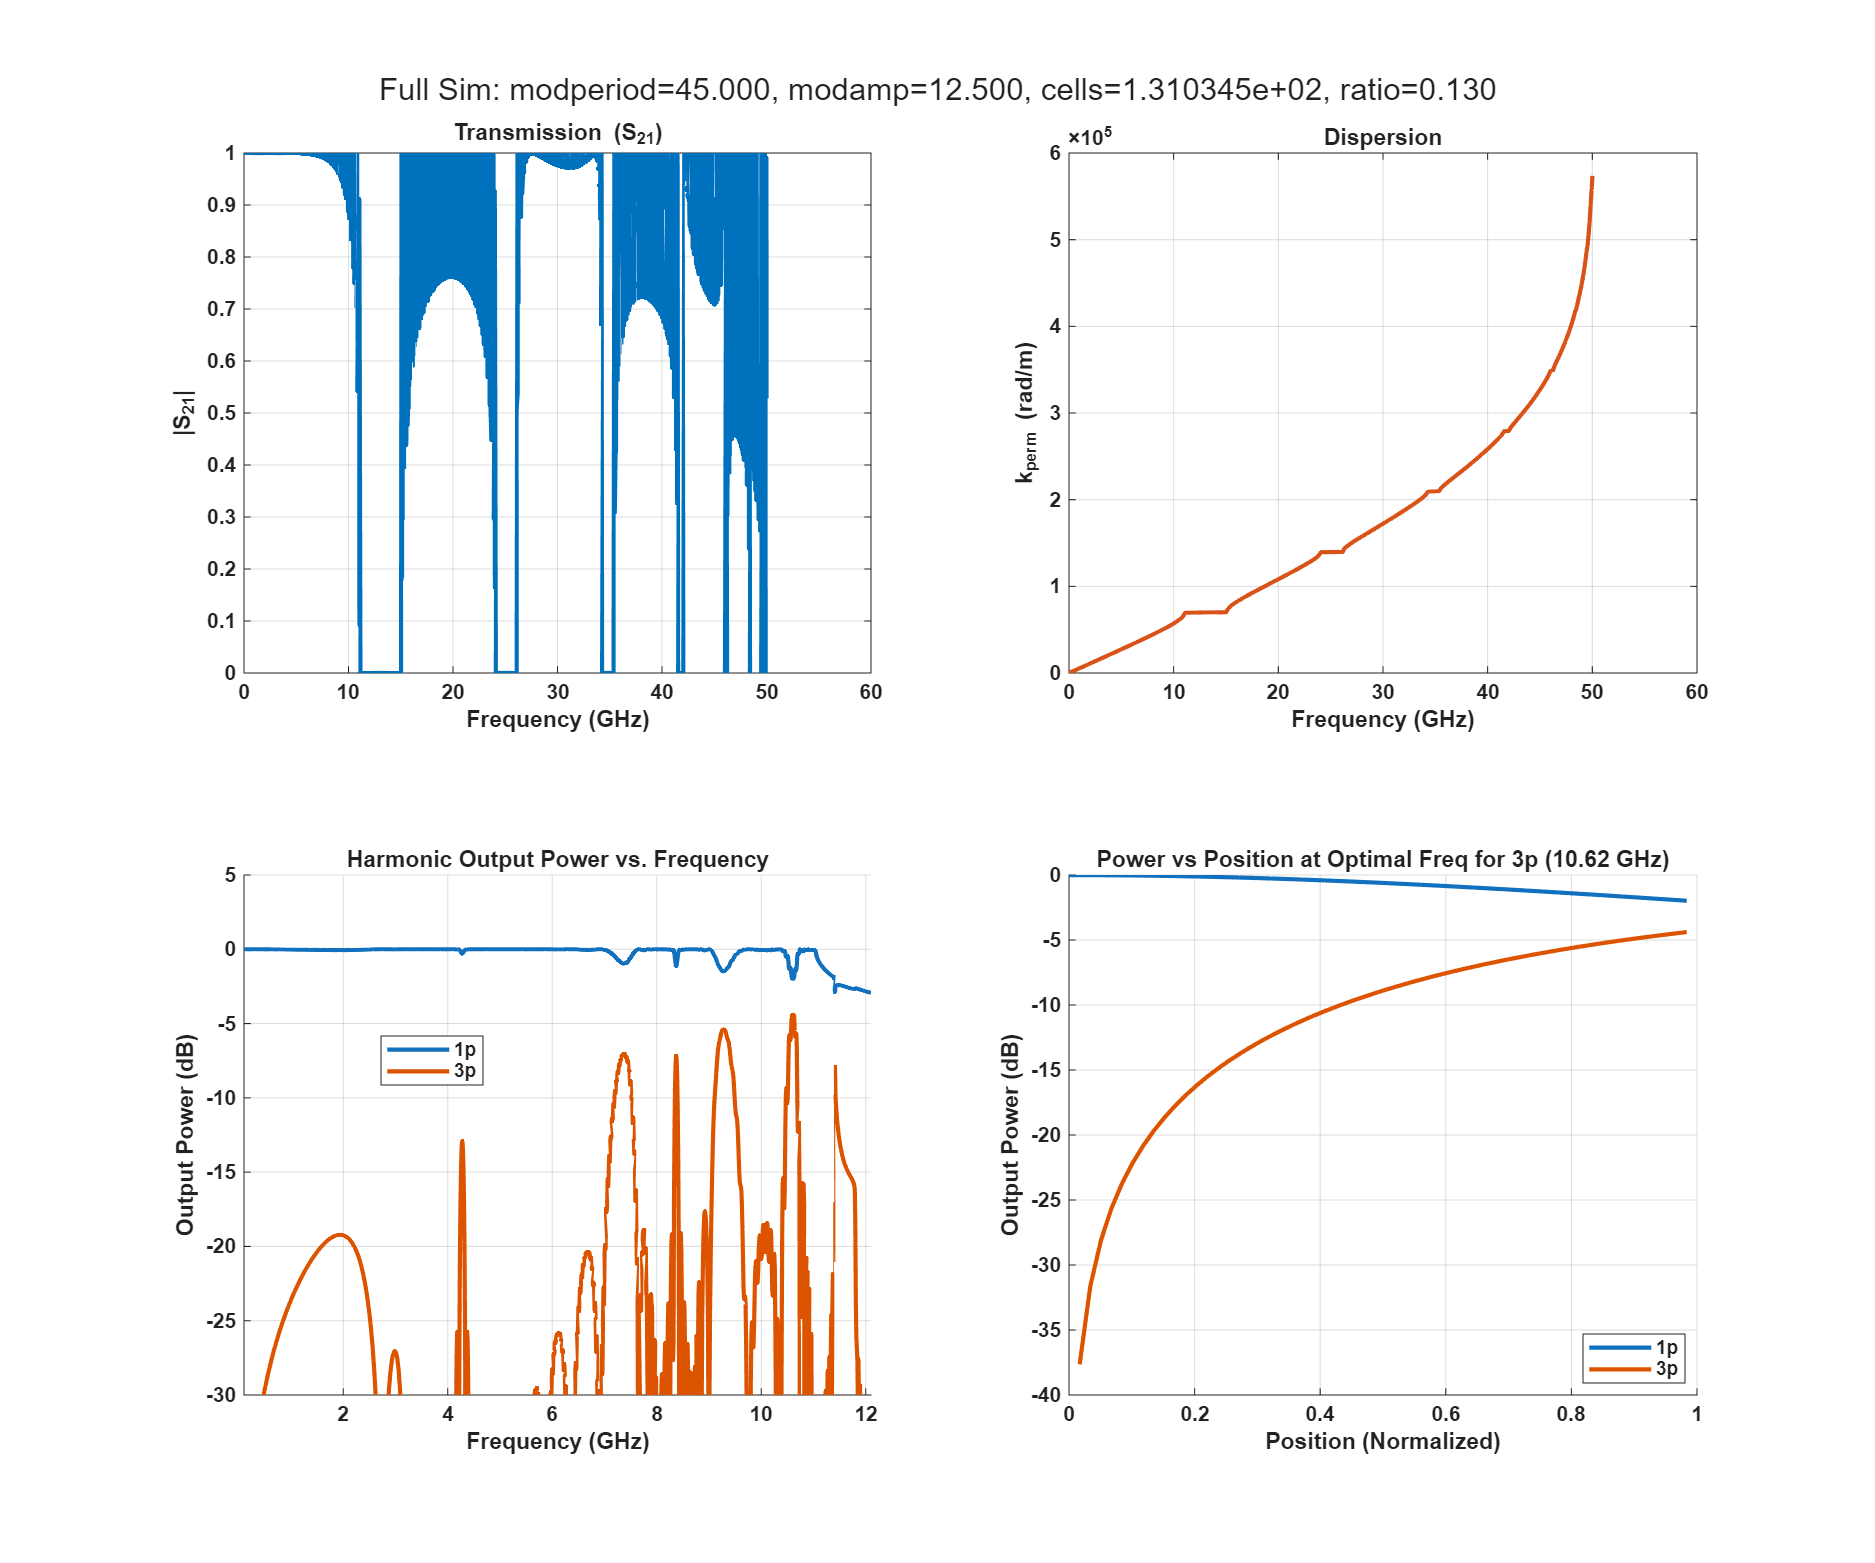 Full Sim: modperiod=45.000, modamp=12.500, cells=1.310345e+02, ratio=0.130
Transmission (S21)
1
0.9
0.8
0.7
0.6
0.5
0.4
0.3
0.2
0.1
0
|S21|
0 10 20 30 40 50 60
Frequency (GHz)
×10^5
Dispersion
6
5
4
3
2
1
0
kperm (rad/m)
0 10 20 30 40 50 60
Frequency (GHz)
Harmonic Output Power vs. Frequency
5
0
-5
-10
-15
-20
-25
-30
Output Power (dB)
1p
3p
2 4 6 8 10 12
Frequency (GHz)
Power vs Position at Optimal Freq for 3p (10.62 GHz)
0
-5
-10
-15
-20
-25
-30
-35
-40
Output Power (dB)
1p
3p
0 0.2 0.4 0.6 0.8 1
Position (Normalized)